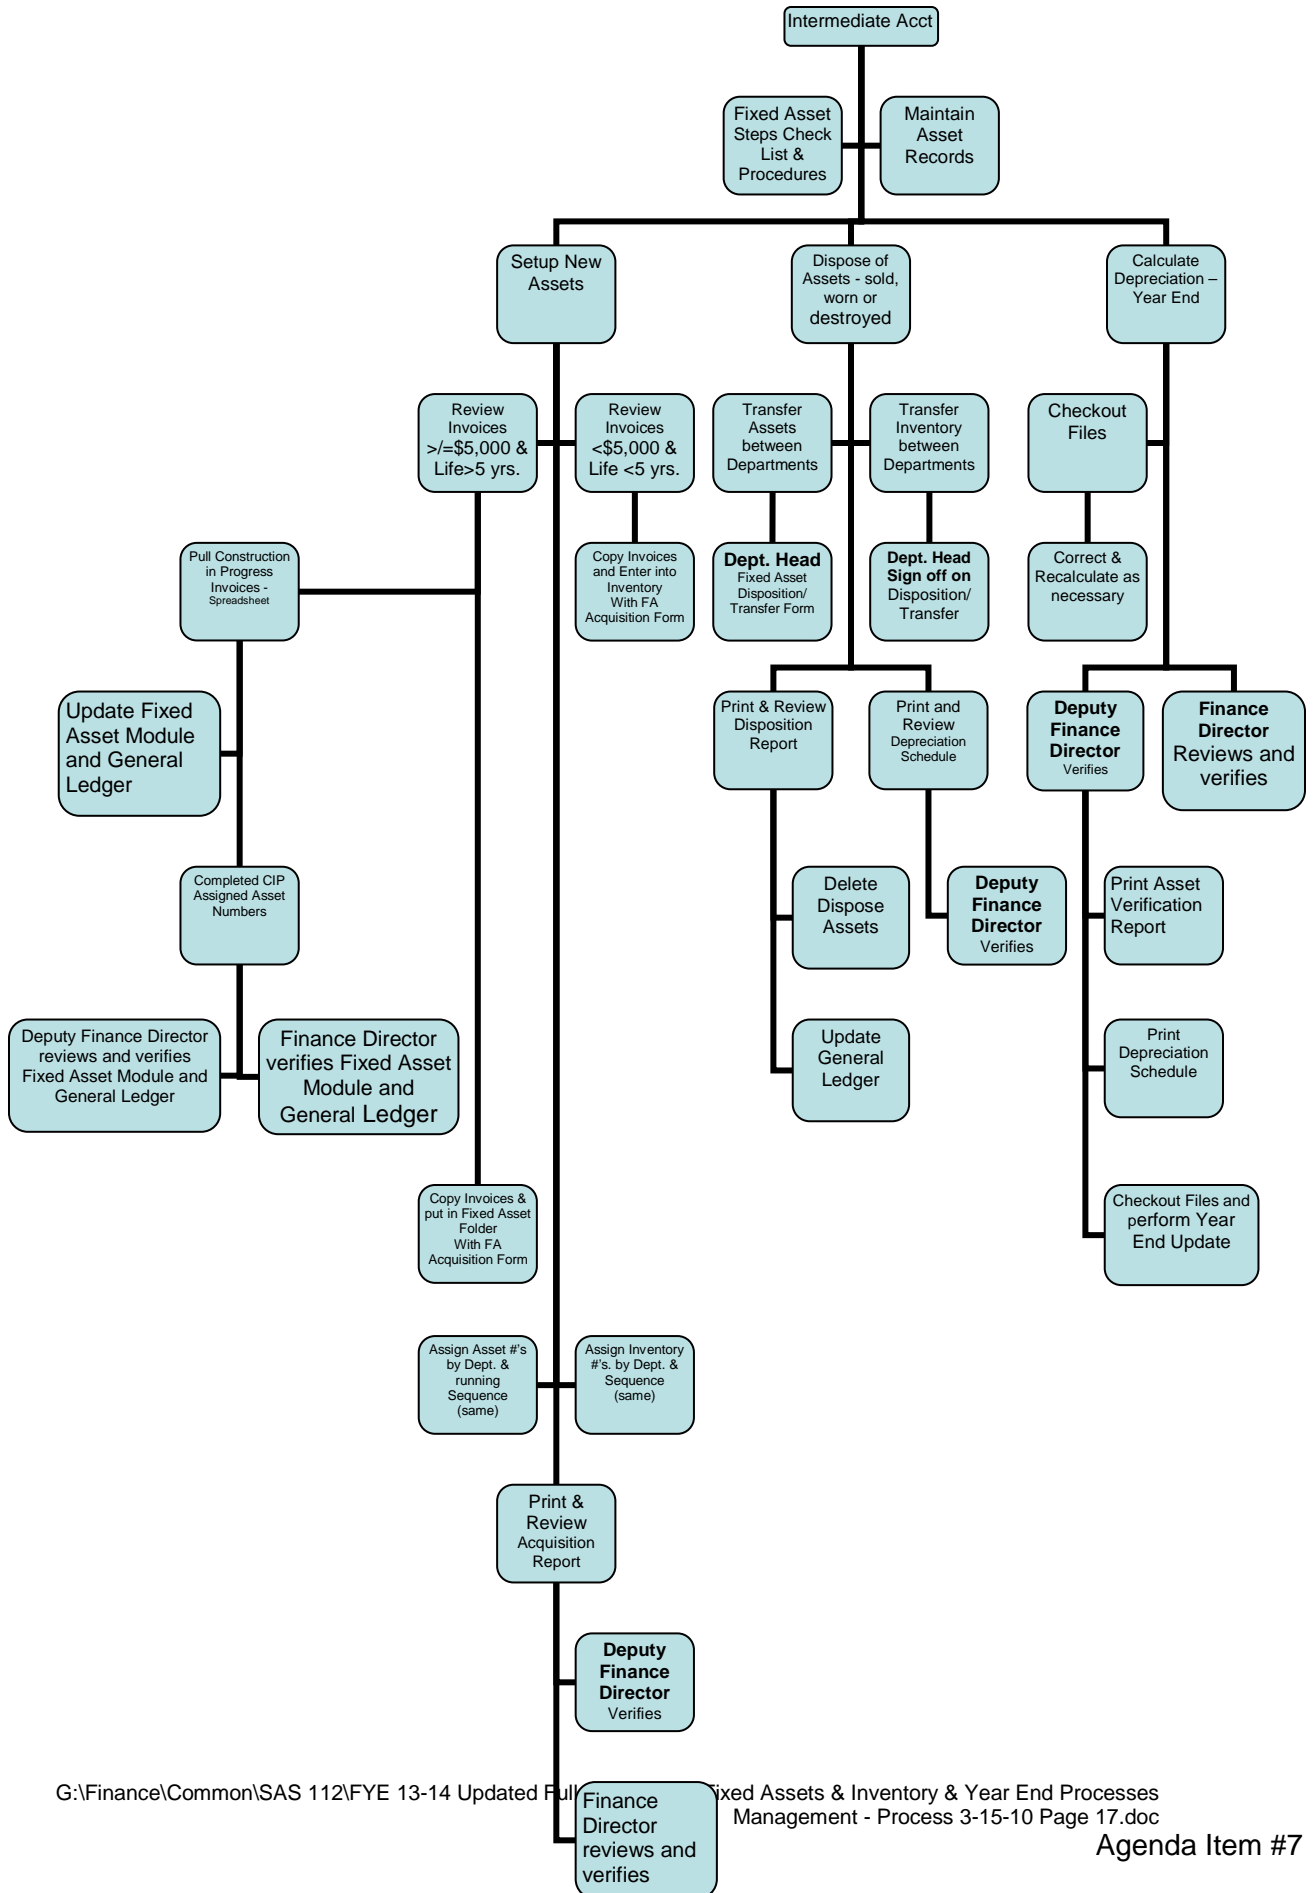 Intermediate Acct
Fixed Asset
Steps Check
List &
Procedures
Maintain
Asset
Records
Setup New
Assets
Dispose of
Assets - sold,
worn or
destroyed
Calculate
Depreciation –
Year End
Review
Invoices
>/=$5,000 &
Life>5 yrs.
Review
Invoices
<$5,000 &
Life <5 yrs.
Transfer
Assets
between
Departments
Transfer
Inventory
between
Departments
Checkout
Files
Pull Construction
in Progress
Invoices -
Spreadsheet
Copy Invoices
and Enter into
Inventory
With FA
Acquisition Form
Dept. Head
Fixed Asset
Disposition/
Transfer Form
Dept. Head
Sign off on
Disposition/
Transfer
Correct &
Recalculate as
necessary
Update Fixed
Asset Module
and General
Ledger
Print & Review
Disposition
Report
Print and
Review
Depreciation
Schedule
Deputy
Finance
Director
Verifies
Finance
Director
Reviews and
verifies
Completed CIP
Assigned Asset
Numbers
Delete
Dispose
Assets
Deputy
Finance
Director
Verifies
Print Asset
Verification
Report
Deputy Finance Director
reviews and verifies
Fixed Asset Module and
General Ledger
Finance Director
verifies Fixed Asset
Module and
General Ledger
Update
General
Ledger
Print
Depreciation
Schedule
Copy Invoices &
put in Fixed Asset
Folder
With FA
Acquisition Form
Checkout Files and
perform Year
End Update
Assign Asset #'s
by Dept. &
running
Sequence
(same)
Assign Inventory
#'s. by Dept. &
Sequence
(same)
Print &
Review
Acquisition
Report
Deputy
Finance
Director
Verifies
Finance
Director
reviews and
verifies
G:\Finance\Common\SAS 112\FYE 13-14 Updated Fixed Assets & Inventory & Year End Processes
Management - Process 3-15-10 Page 17.doc
Agenda Item #7